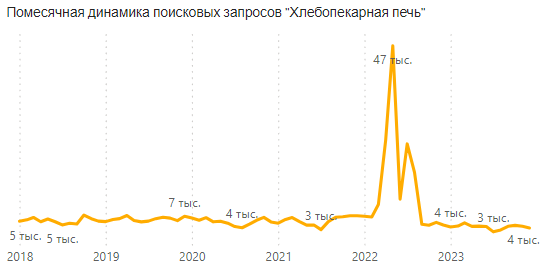 Помесячная динамика поисковых запросов "Хлебопекарная печь"
47 тыс.
7 тыс.
4 тыс.
3 тыс.
4 тыс.
3 тыс.
5 тыс.
5 тыс.
4 тыс.
2018 2019 2020 2021 2022 2023